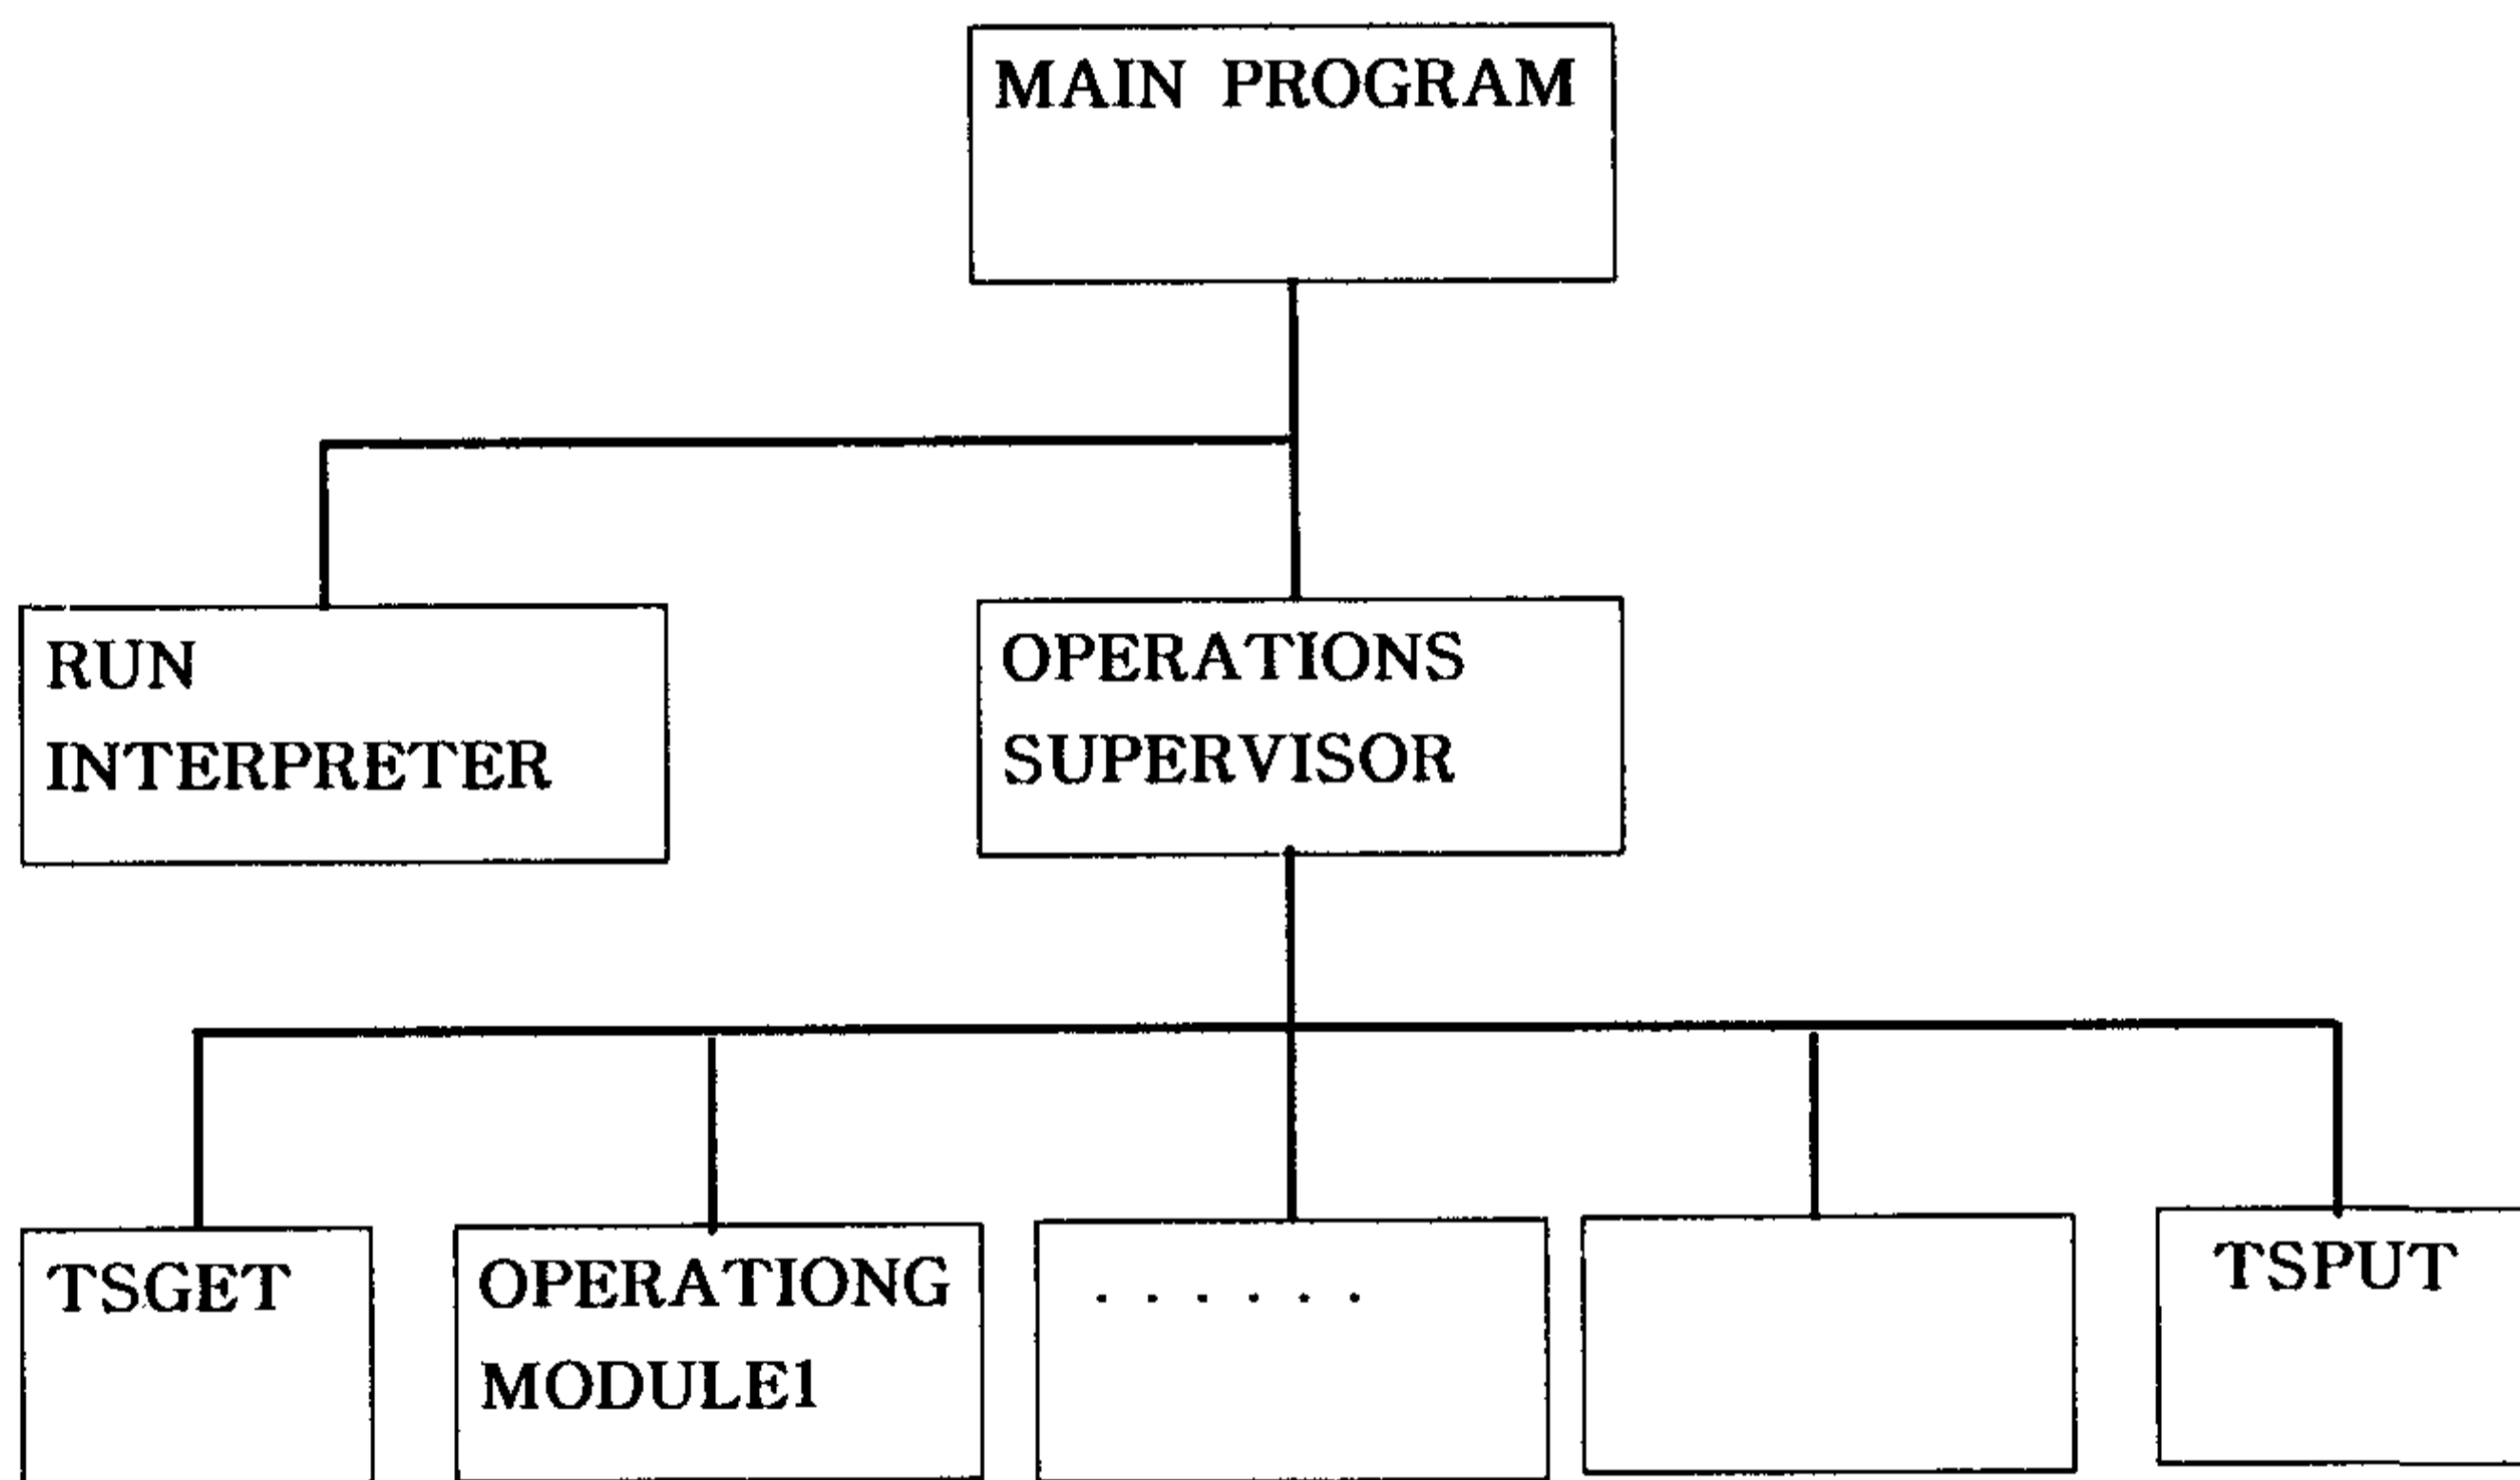 MAIN PROGRAM
RUN
INTERPRETER
OPERATIONS
SUPERVISOR
TSGET
OPERATIONG
MODULE1
. . . . . .
TSPUT